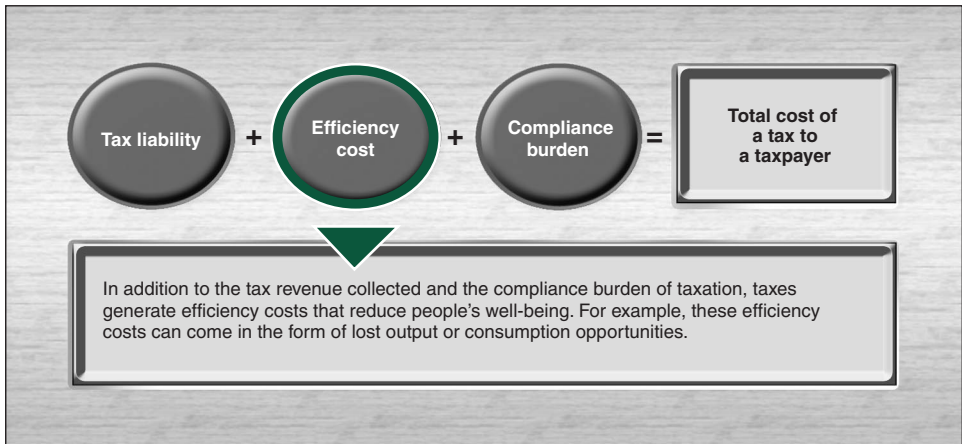 Tax liability
+
Efficiency
cost
+
Compliance
burden
=
Total cost of
a tax to
a taxpayer
In addition to the tax revenue collected and the compliance burden of taxation, taxes
generate efficiency costs that reduce people's well-being. For example, these efficiency
costs can come in the form of lost output or consumption opportunities.